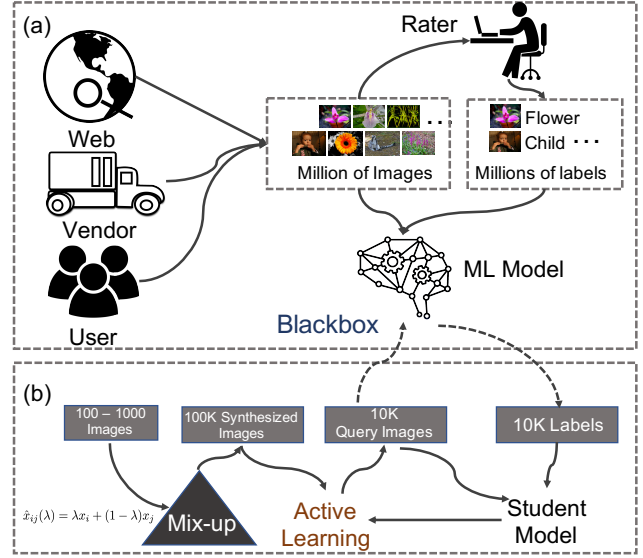 (a)
Rater
Web
Vendor
User
. . .
Million of Images
Flower
Child . . .
Millions of labels
ML Model
Blackbox
(b)
100 – 1000
Images
100K Synthesized
Images
10K
Query Images
10K Labels
x̂ij(λ) = λxi + (1 − λ)xj
Mix-up
Active
Learning
Student
Model